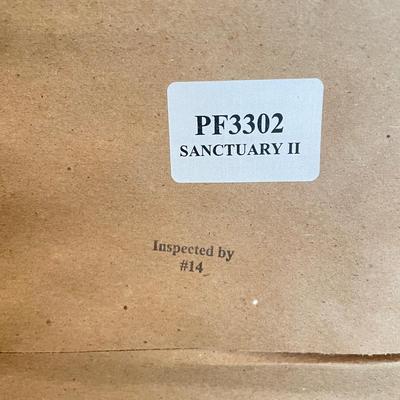 PF3302
SANCTUARY II
Inspected by
#14